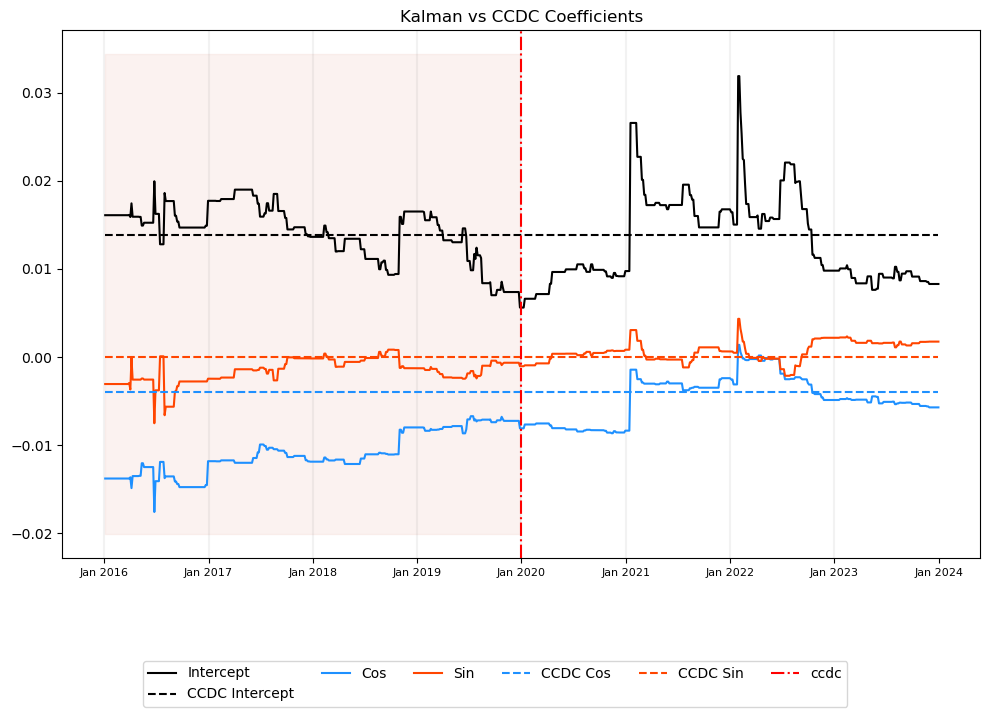 Kalman vs CCDC Coefficients
0.03
0.02
0.01
0.00
−0.01
−0.02
Jan 2016 Jan 2017 Jan 2018 Jan 2019 Jan 2020 Jan 2021 Jan 2022 Jan 2023 Jan 2024
Intercept Cos Sin CCDC Cos CCDC Sin ccdc
CCDC Intercept